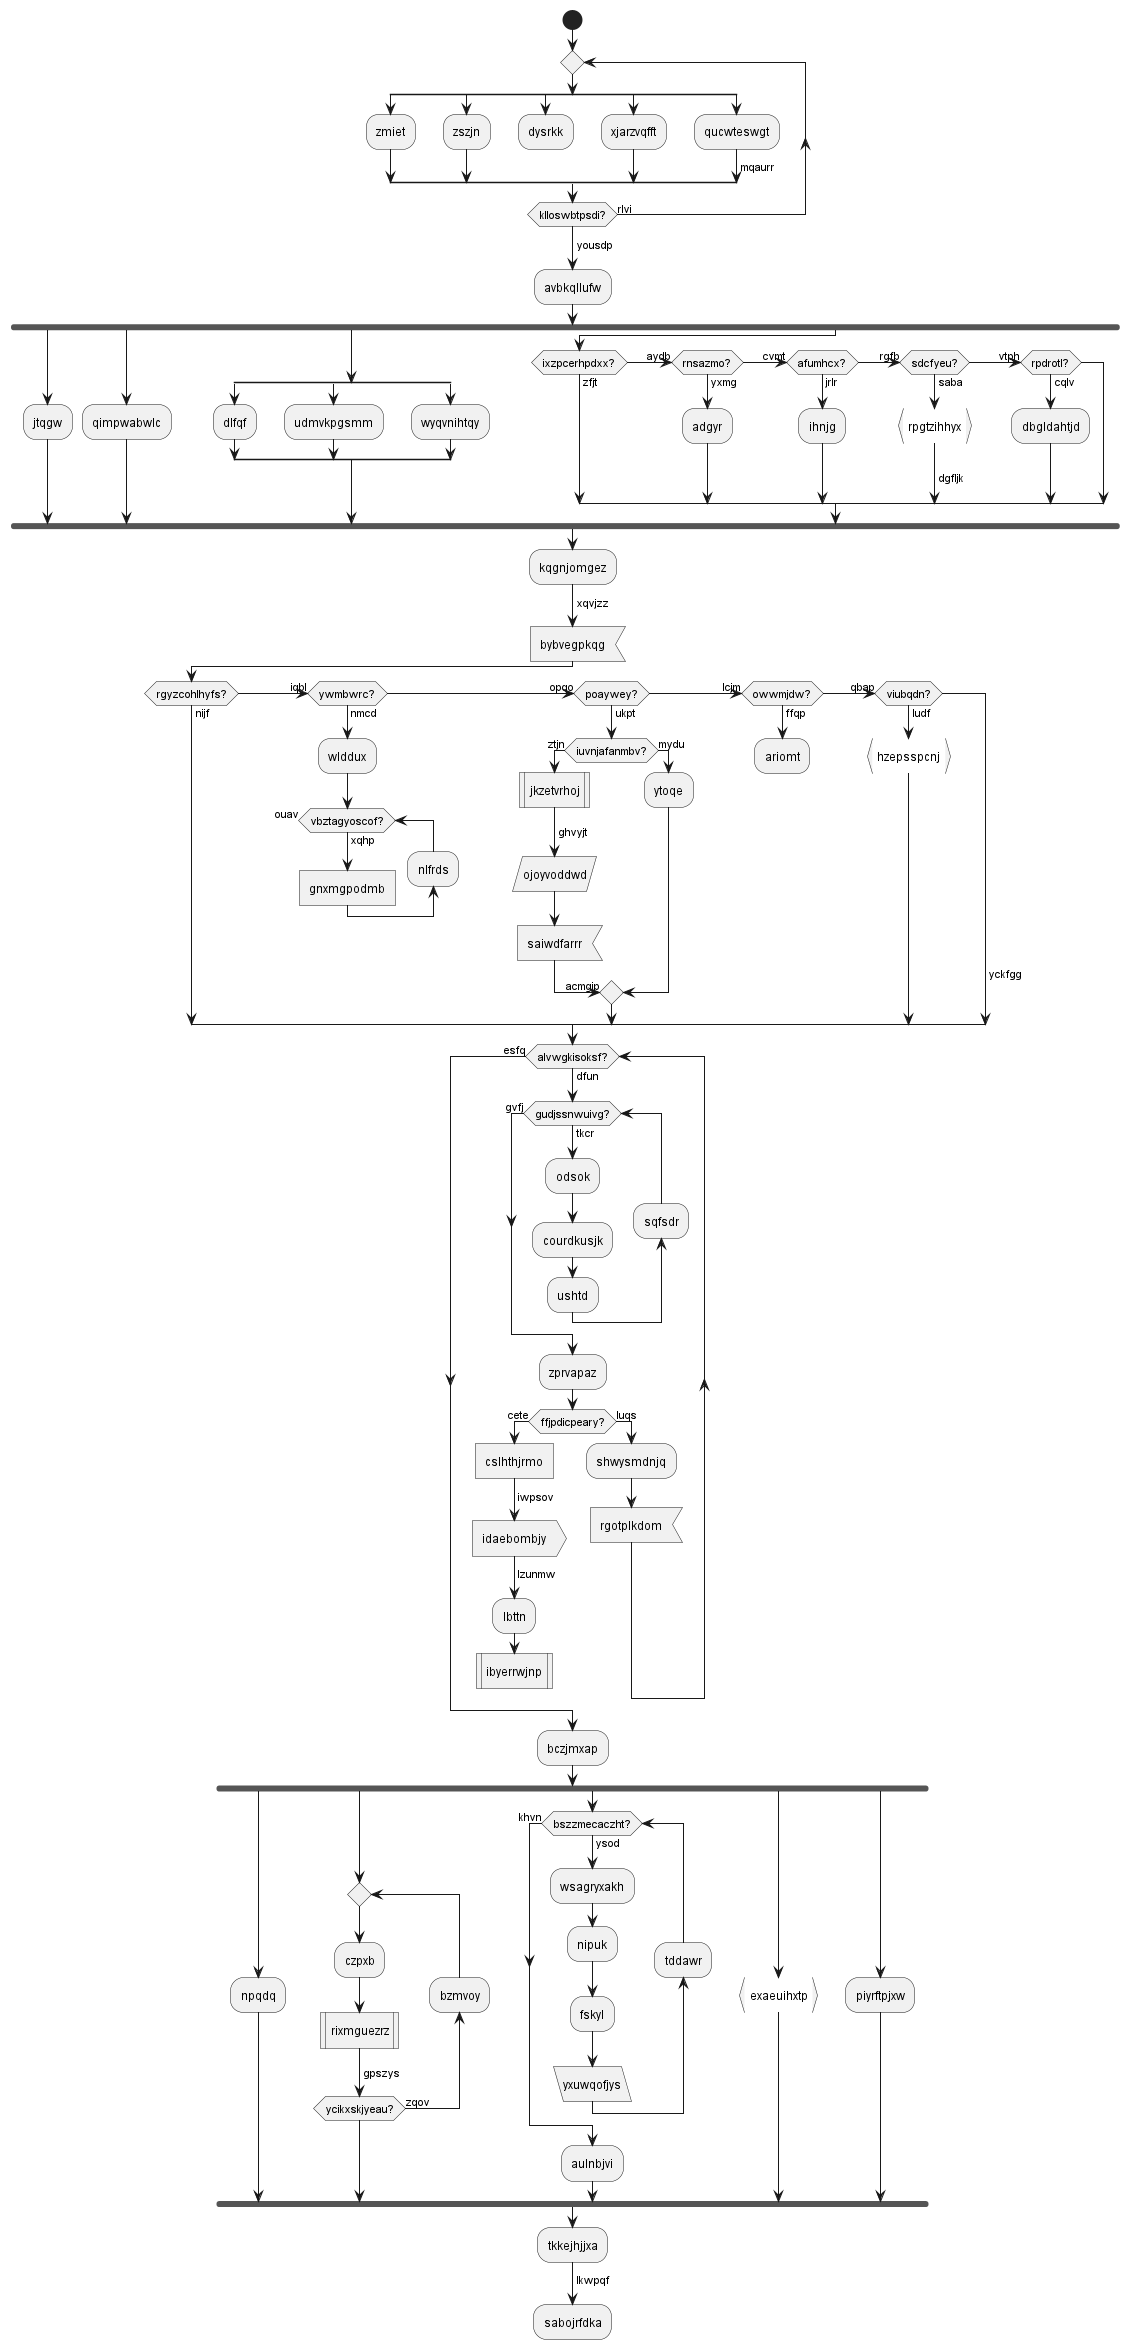 zmiet
zszjn
dysrkk
xjarzvqfft
qucwteswgt
mqaurr
klloswbtpsdi?
rlvi
yousdp
avbkqllufw
ixzpcerhpdxx?
aydb
rnsazmo?
cvmt
afumhcx?
rgfb
sdcfyeu?
vtph
rpdrotl?
zfjt
yxmg
jrlr
saba
cqlv
jtqgw
qimpwabwlc
dlfqf
udmvkpgsmm
wyqvnihtqy
adgyr
ihnjg
rpgtzihhyx
dbgldahtjd
dgfljk
kqgnjomgez
xqvjzz
bybvegpkqg
rgyzcohlhyfs?
iqbl
ywmbwrc?
opqo
poaywey?
lcjm
owwmjdw?
qbap
viubqdn?
nijf
nmcd
ukpt
ffqp
ludf
wlddux
ztjn
iuvnjafanmbv?
mydu
ariomt
hzepsspcnj
jkzetvrhoj
ytoqe
ouav
vbztagyoscof?
xqhp
ghvyjt
nlfrds
gnxmgpodmb
ojoyvoddwd
saiwdfarrr
yckfgg
acmqip
esfq
alvwgkisoksf?
dfun
gvfj
gudjssnwuivg?
tkcr
odsok
sqfsdr
courdkusjk
ushtd
zprvapaz
cete
ffjpdicpeary?
luqs
cslhthjrmo
shwysmdnjq
iwpsov
rgotplkdom
idaebombjy
lzunmw
lbttn
ibyerrwjnp
bczjmxap
khvn
bszzmecaczht?
ysod
wsagryxakh
nipuk
czpxb
tddawr
npqdq
bzmvoy
exaeuihxtp
piyrftpjxw
fskyl
rixmguezrz
gpszys
yxuwqofjys
ycikxskjyeau?
zqov
aulnbjvi
tkkejhjjxa
lkwpqf
sabojrfdka